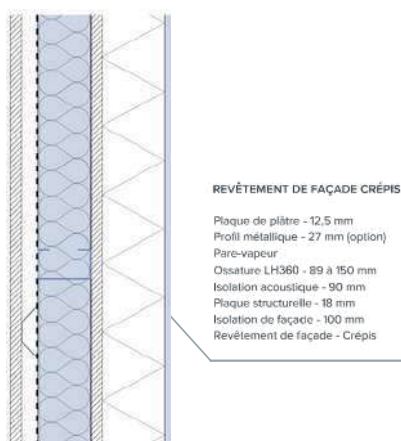 REVÊTEMENT DE FAÇADE CRÉPIS
Plaque de plâtre - 12,5 mm
Profil métallique - 27 mm (option)
Pare-vapeur
Ossature LH360 - 89 à 150 mm
Isolation acoustique - 90 mm
Plaque structurelle - 18 mm
Isolation de façade - 100 mm
Revêtement de façade - Crépis